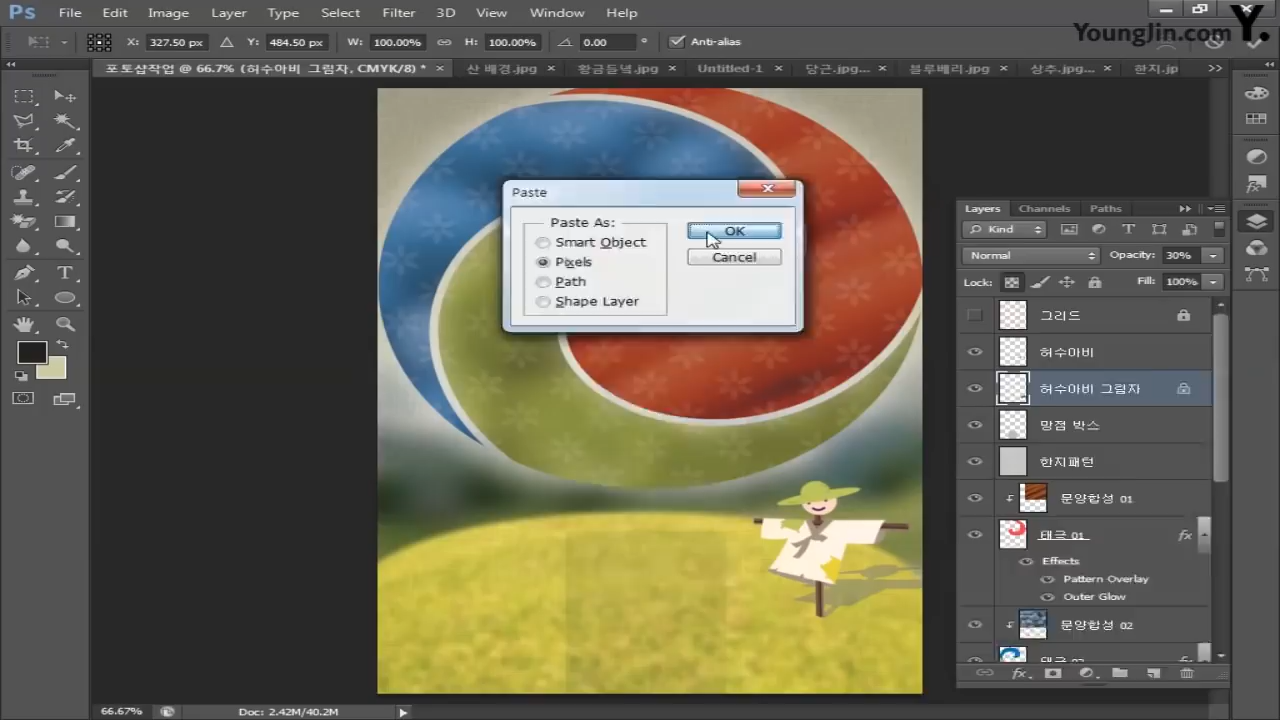 Ps File Edit Image Layer Type Select Filter 3D View Window Help
X: 327.50 px Y: 484.50 px W: 100.00% H: 100.00% 0.00 ° Anti-alias
YoungJin.com Y.
포토샵작업 @ 66.7% (허수아비 그림자, CMYK/8) * × 산 배경.jpg × 황금들녘.jpg × Untitled-1 × 당근.jpg... × 블루베리.jpg × 상추.jpg... × 한지.jp
Paste
Paste As:
Smart Object
Pixels
Path
Shape Layer
OK
Cancel
Layers Channels Paths
Kind
Normal Opacity: 30%
Lock: Fill: 100%
그리드
허수아비
허수아비 그림자
망점 박스
한지패턴
문양합성 01
태극 01 fx
Effects
Pattern Overlay
Outer Glow
문양합성 02
66.67% Doc: 2.42M/40.2M